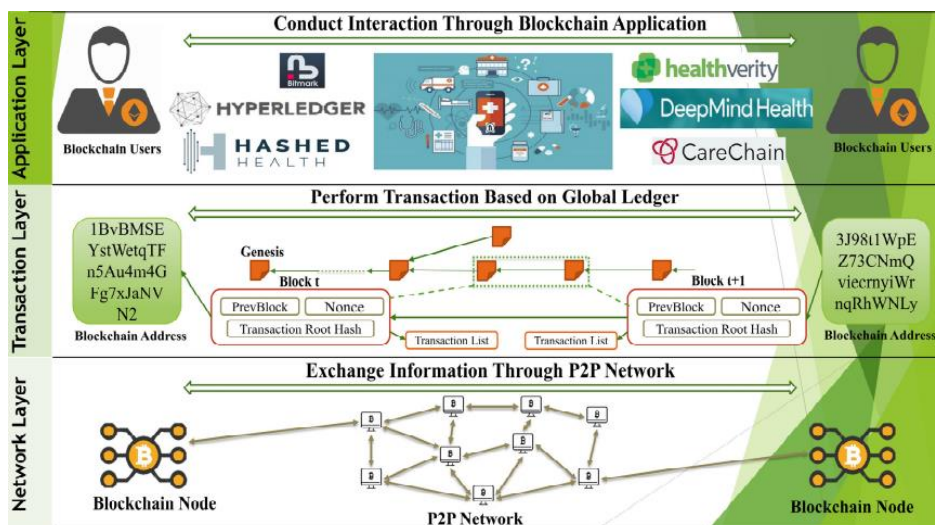 Application Layer
Conduct Interaction Through Blockchain Application
Blockchain Users
Bitmark
HYPERLEDGER
HASHED
HEALTH
healthverity
DeepMind Health
CareChain
Blockchain Users
Transaction Layer
Perform Transaction Based on Global Ledger
1BvBMSE
YstWetqTF
n5Au4m4G
Fg7xJaNV
N2
Blockchain Address
Genesis
Block t
PrevBlock
Nonce
Transaction Root Hash
Transaction List
Block t+1
PrevBlock
Nonce
Transaction Root Hash
Transaction List
3J98t1WpE
Z73CNmQ
viecrnyiWr
nqRhWNLy
Blockchain Address
Network Layer
Exchange Information Through P2P Network
Blockchain Node
P2P Network
Blockchain Node